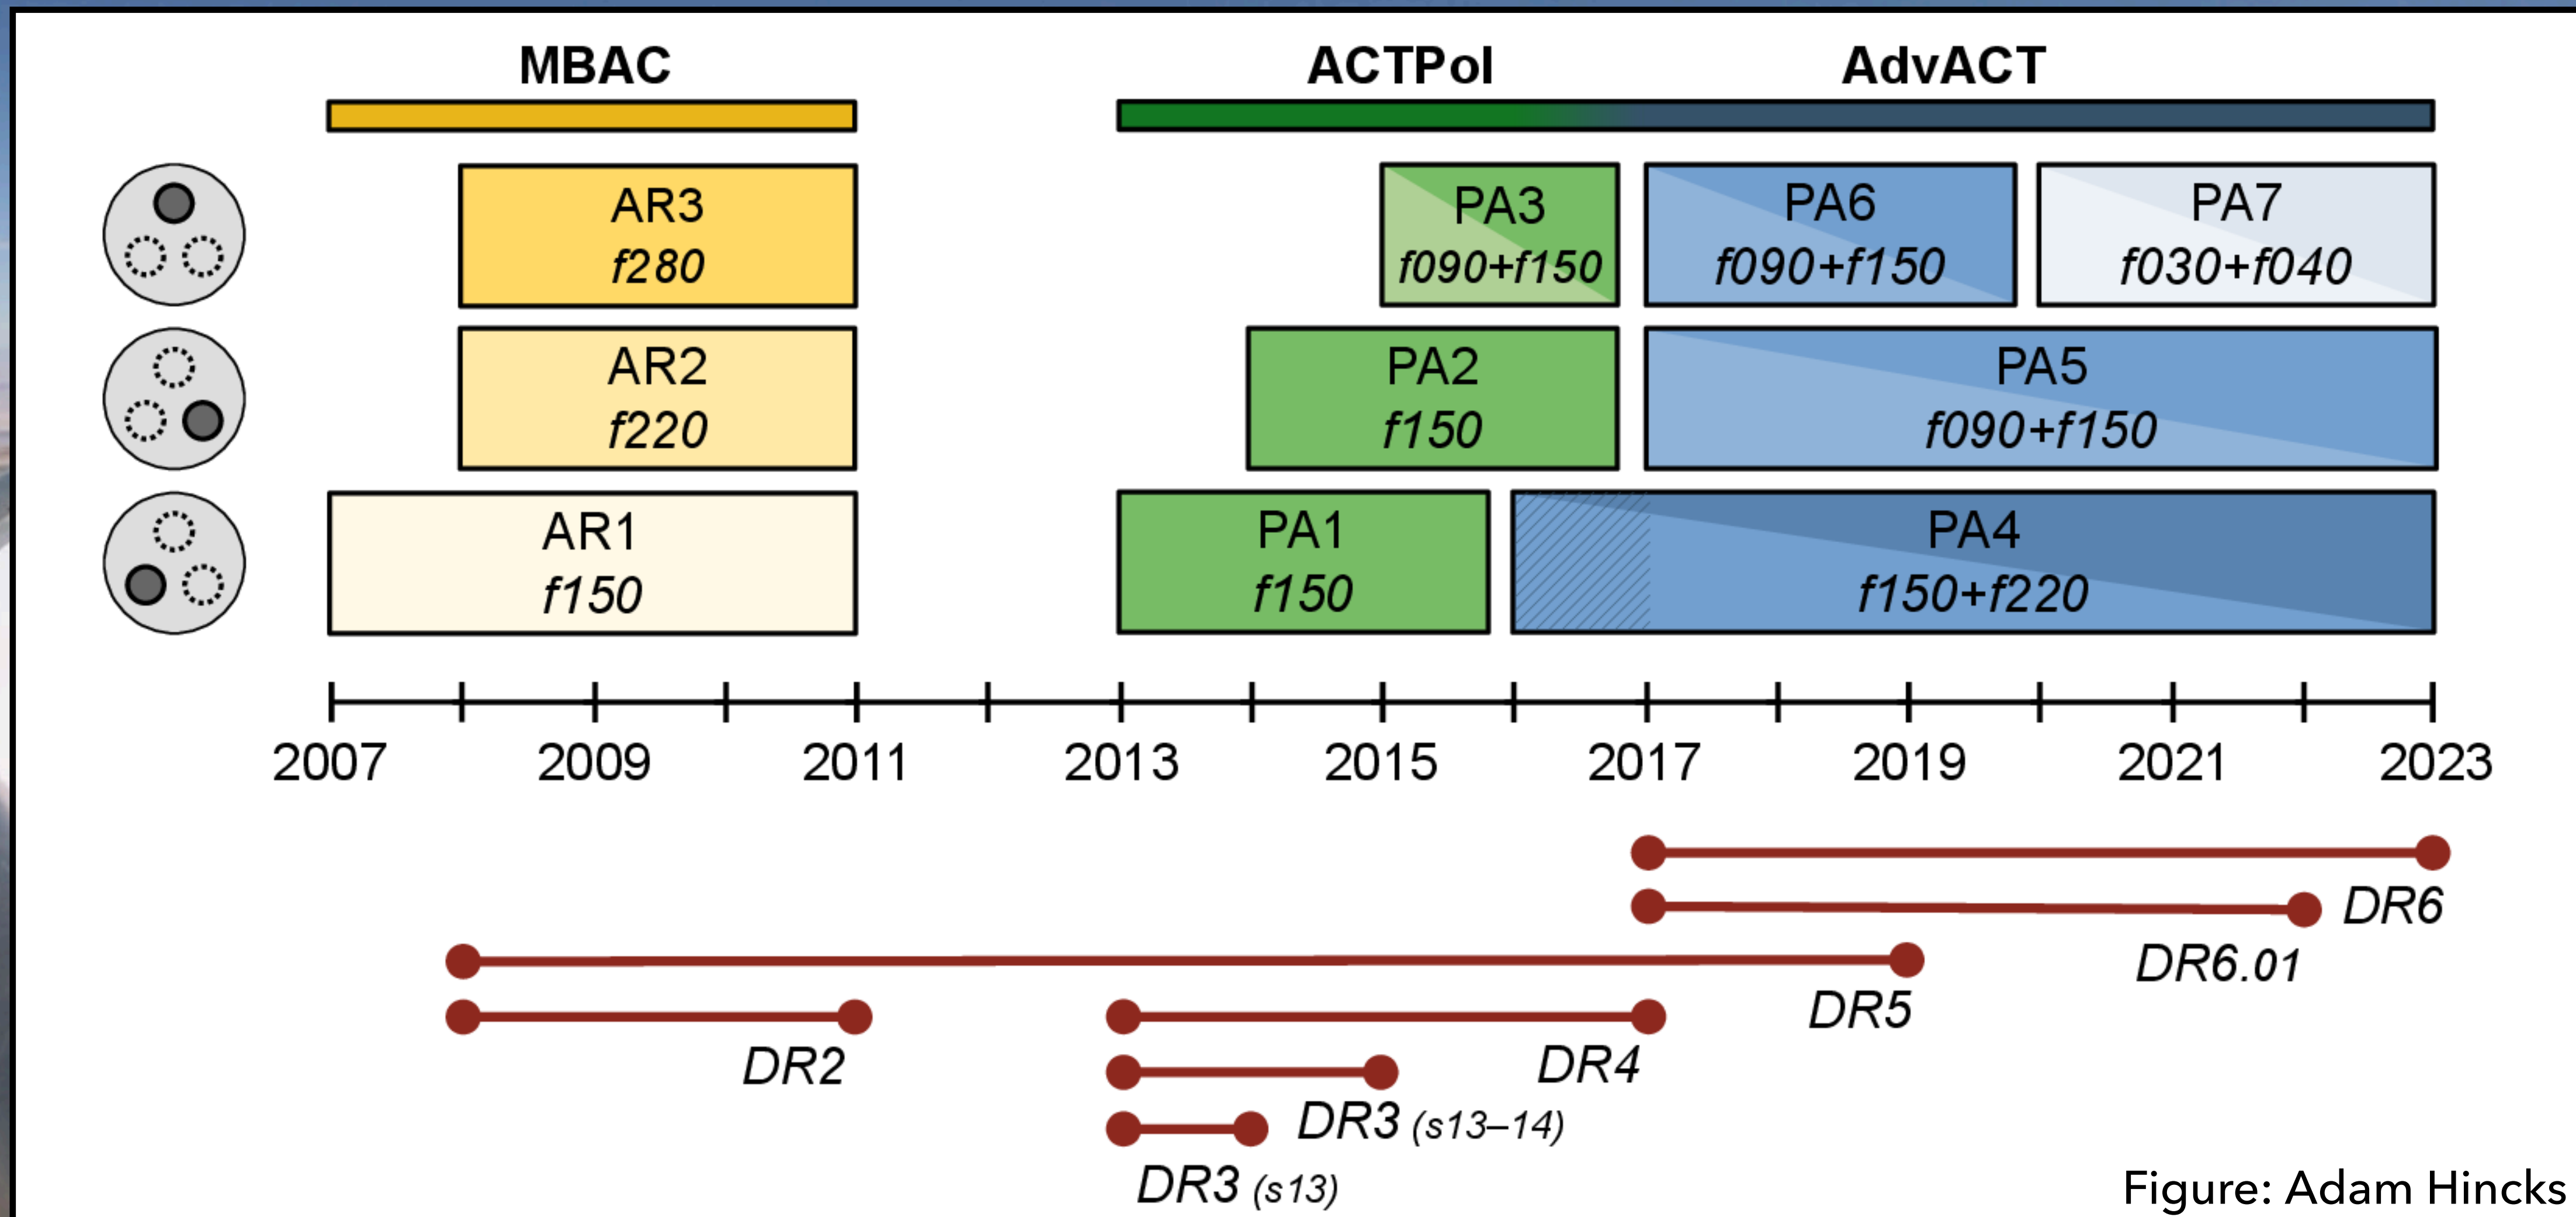 MBAC
ACTPol
AdvACT
AR3
f280
PA3
f090+f150
PA6
f090+f150
PA7
f030+f040
AR2
f220
PA2
f150
PA5
f090+f150
AR1
f150
PA1
f150
PA4
f150+f220
2007
2009
2011
2013
2015
2017
2019
2021
2023
DR6
DR6.01
DR5
DR2
DR4
DR3 (s13–14)
DR3 (s13)
Figure: Adam Hincks